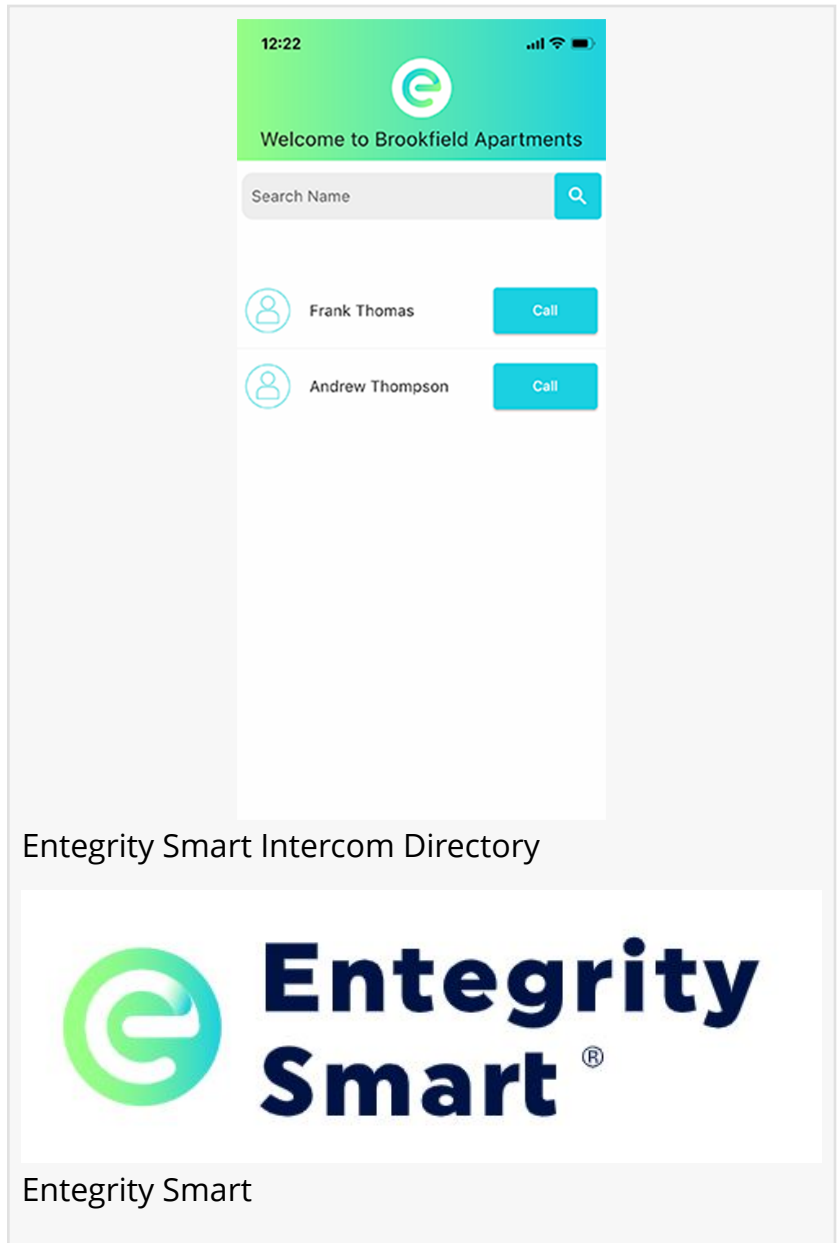 12:22
Welcome to Brookfield Apartments
Search Name
Frank Thomas
Call
Andrew Thompson
Call
Entegrity Smart Intercom Directory
Entegrity
Smart ®
Entegrity Smart